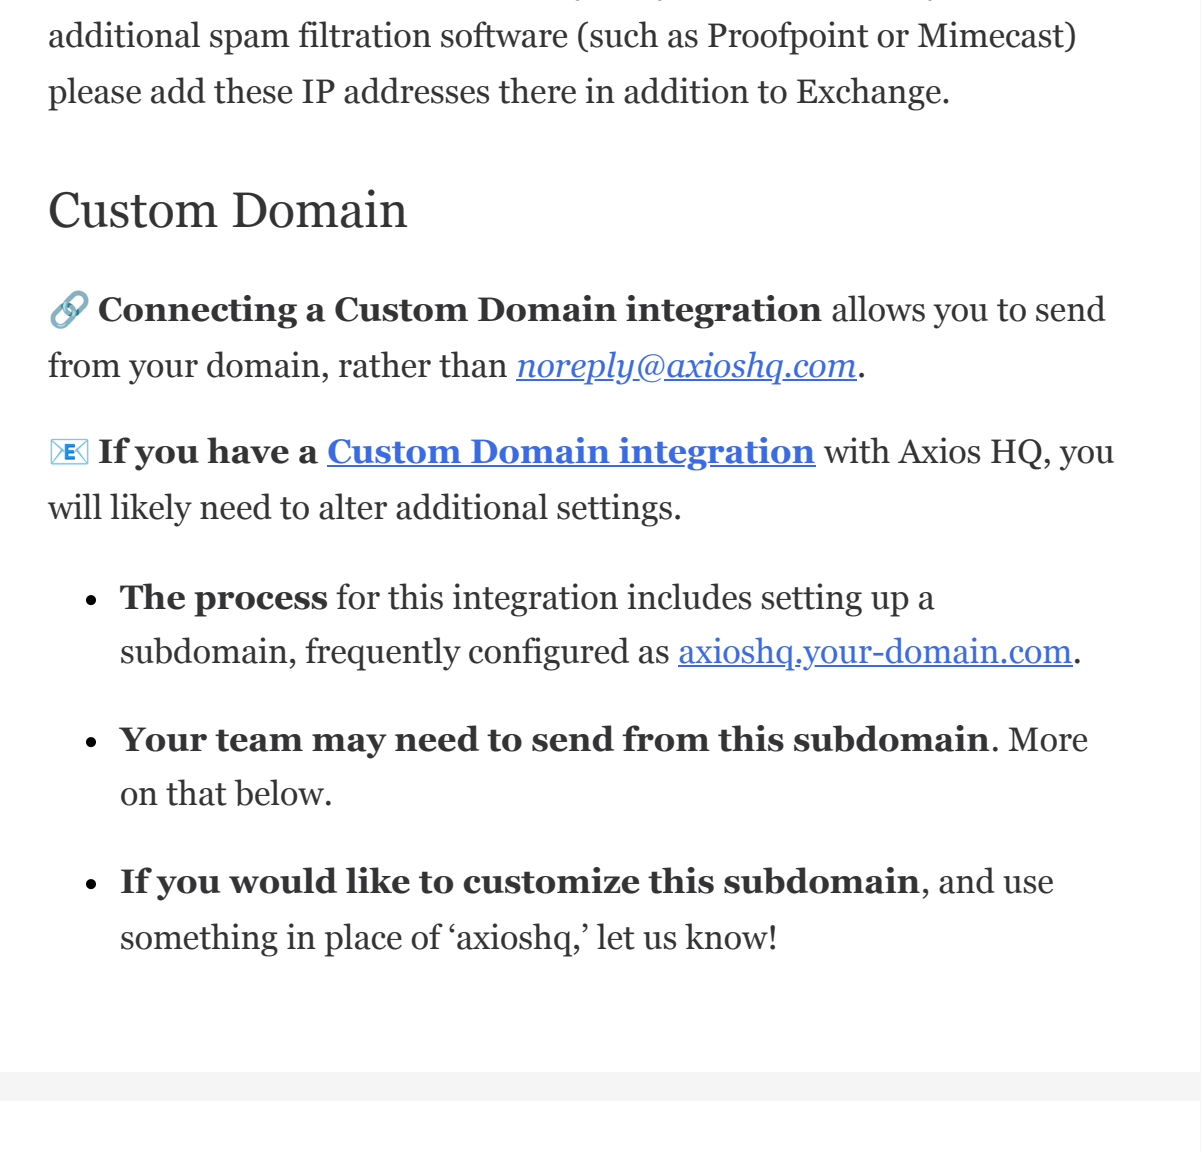 additional spam filtration software (such as Proofpoint or Mimecast)
please add these IP addresses there in addition to Exchange.
Custom Domain
🔗 Connecting a Custom Domain integration allows you to send
from your domain, rather than noreply@axioshq.com.
📧 If you have a Custom Domain integration with Axios HQ, you
will likely need to alter additional settings.
• The process for this integration includes setting up a
subdomain, frequently configured as axioshq.your-domain.com.
• Your team may need to send from this subdomain. More
on that below.
• If you would like to customize this subdomain, and use
something in place of ‘axioshq,’ let us know!